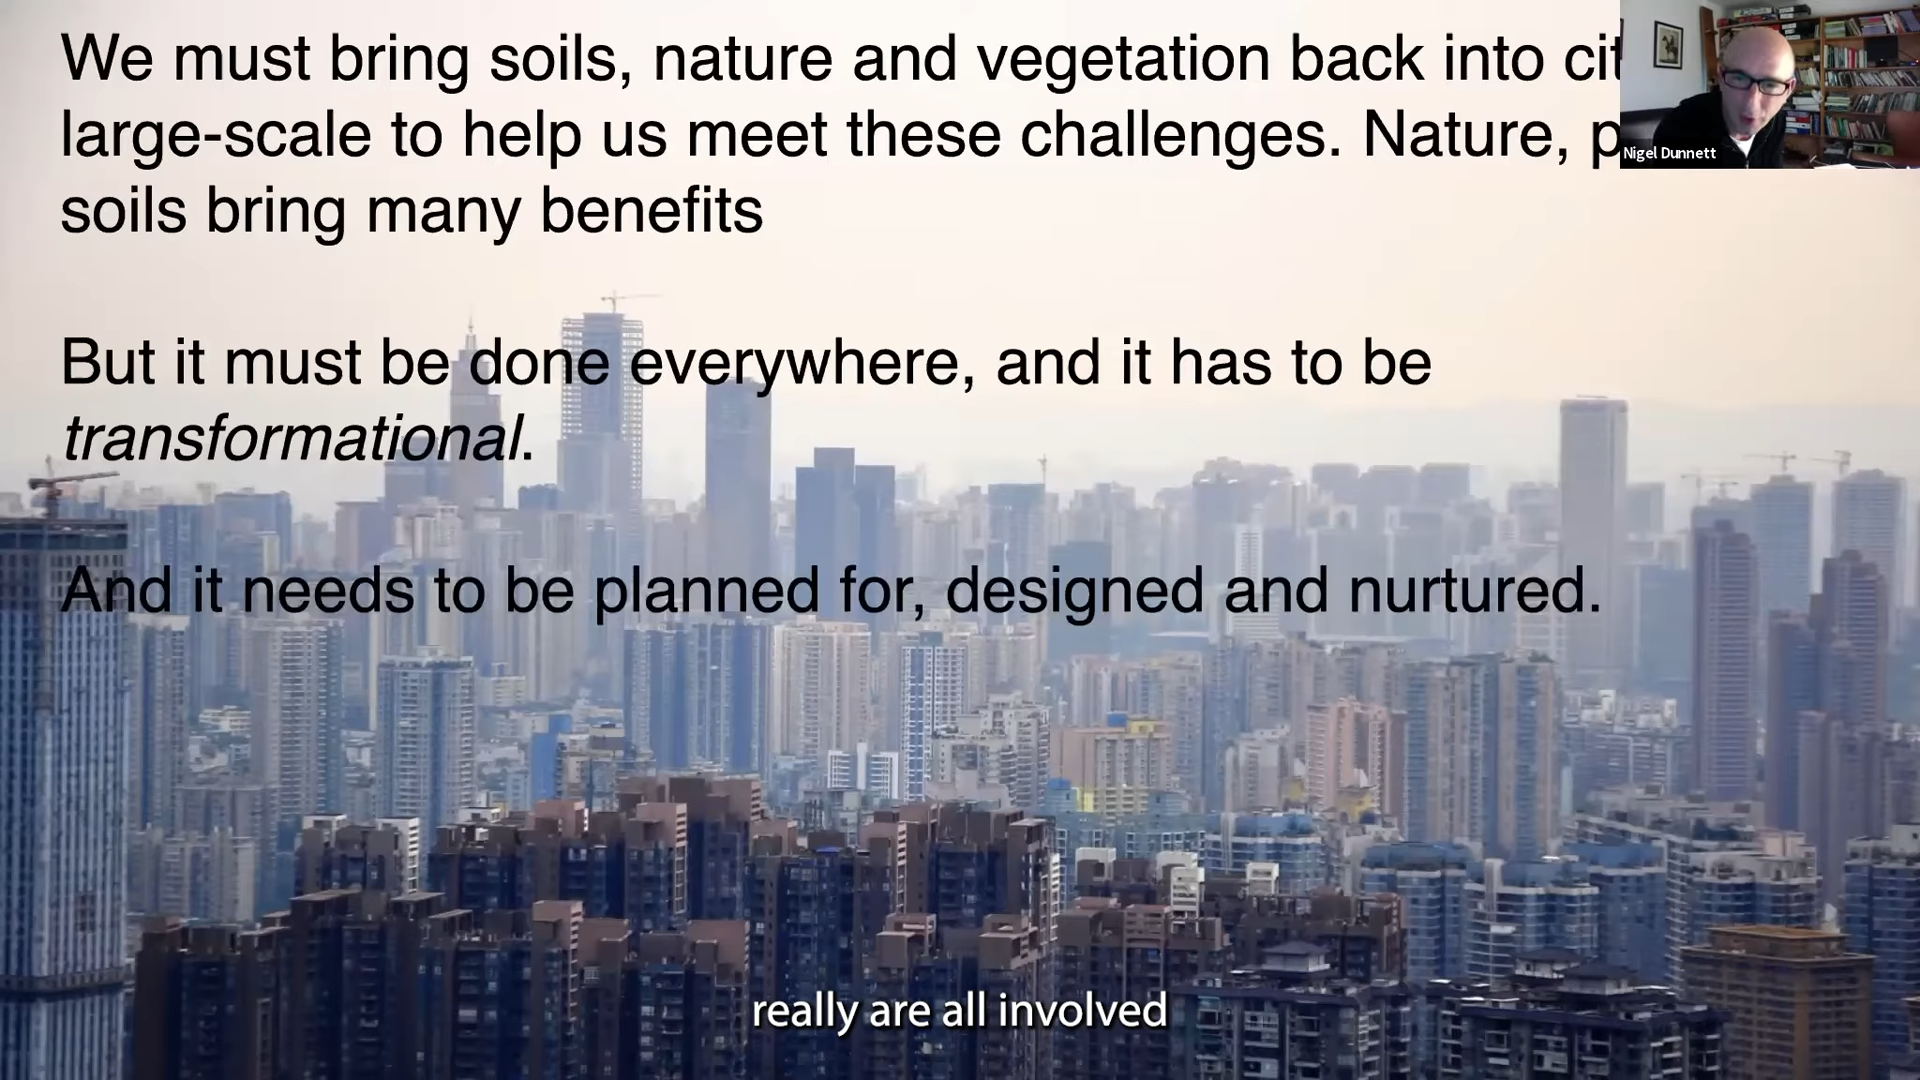 We must bring soils, nature and vegetation back into cit
large-scale to help us meet these challenges. Nature, p
soils bring many benefits
But it must be done everywhere, and it has to be
transformational.
And it needs to be planned for, designed and nurtured.
Nigel Dunnett
really are all involved